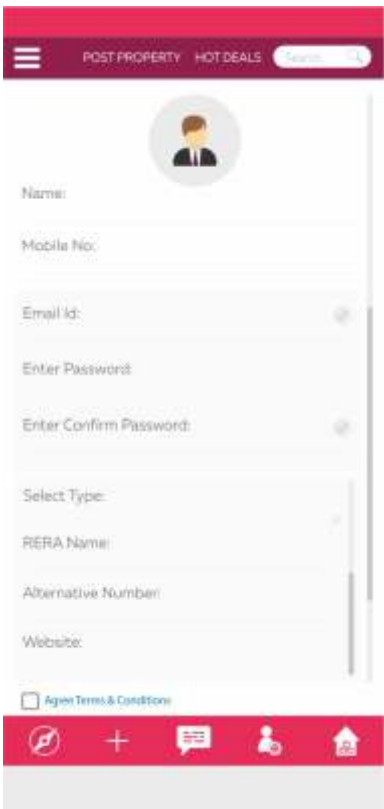 POST PROPERTY HOT DEALS Search
Name:
Mobile No:
Email Id:
Enter Password:
Enter Confirm Password:
Select Type:
RERA Name:
Alternative Number:
Website:
Agree Terms & Conditions